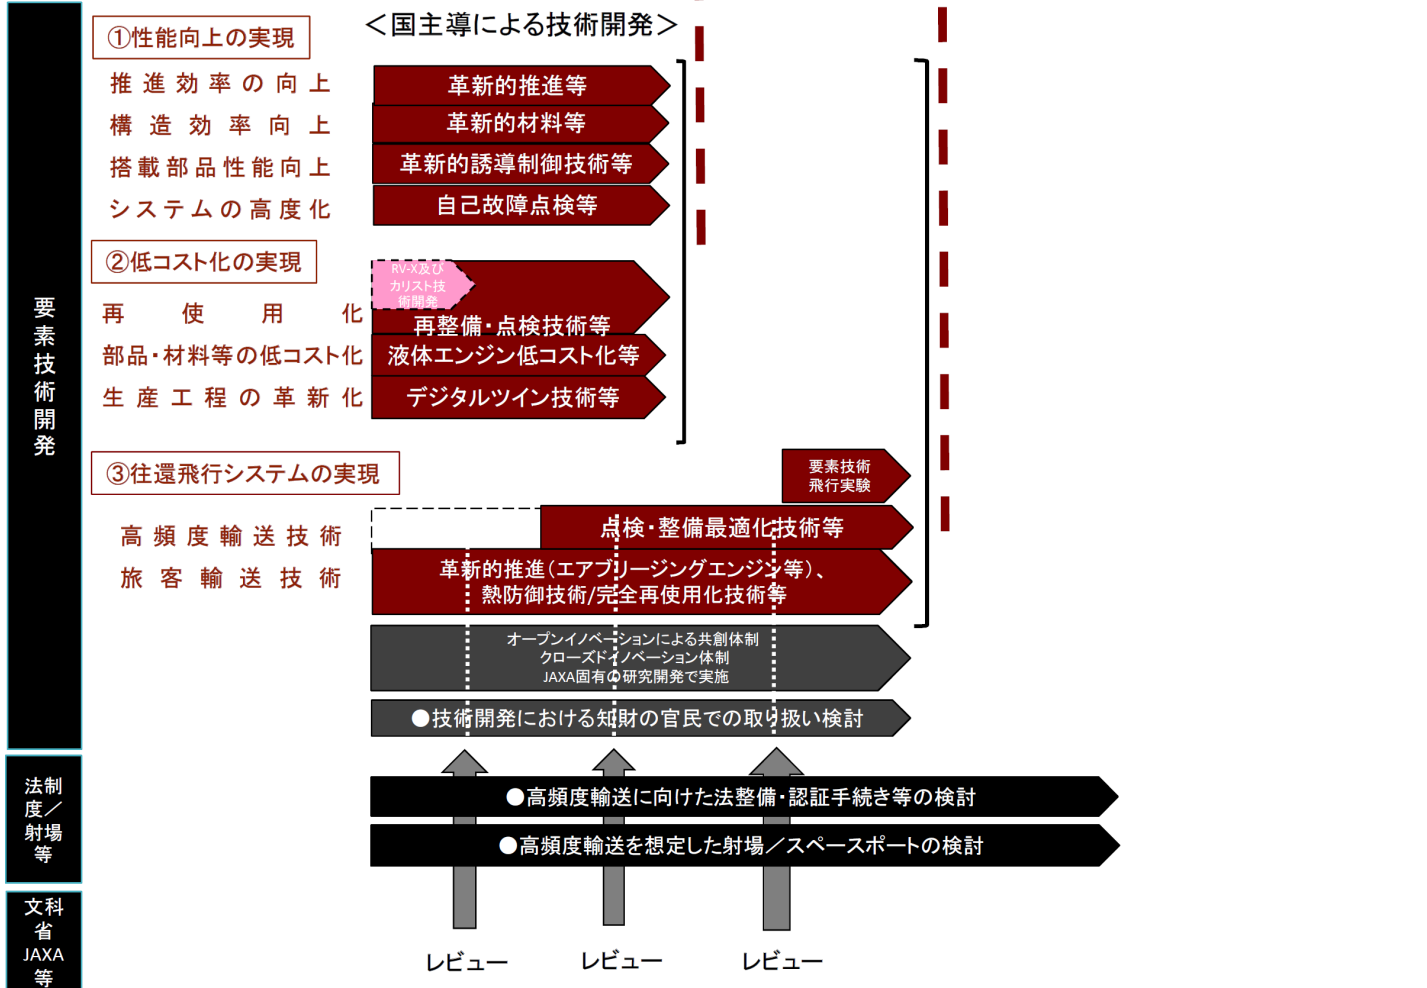 ＜国主導による技術開発＞
①性能向上の実現
推進効率の向上
革新的推進等
構造効率向上
革新的材料等
搭載部品性能向上
革新的誘導制御技術等
システムの高度化
自己故障点検等
②低コスト化の実現
RV-X及び
カリスト技
術開発
再使用化
再整備・点検技術等
部品・材料等の低コスト化
液体エンジン低コスト化等
生産工程の革新化
デジタルツイン技術等
要素技術開発
③往還飛行システムの実現
要素技術
飛行実験
高頻度輸送技術
点検・整備最適化技術等
旅客輸送技術
革新的推進（エアブリージングエンジン等）、
熱防御技術/完全再使用化技術等
オープンイノベーションによる共創体制
クローズドイノベーション体制
JAXA固有の研究開発で実施
●技術開発における知財の官民での取り扱い検討
法制
度／
射場
等
●高頻度輸送に向けた法整備・認証手続き等の検討
●高頻度輸送を想定した射場／スペースポートの検討
文科
省
JAXA
等
レビュー
レビュー
レビュー